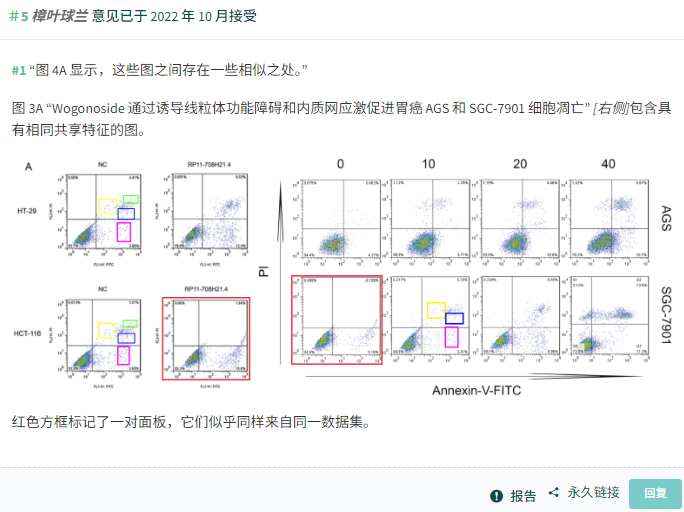 #5 樟叶球兰 意见已于 2022 年 10 月接受
#1 “图 4A 显示，这些图之间存在一些相似之处。”
图 3A “Wogonoside 通过诱导线粒体功能障碍和内质网应激促进胃癌 AGS 和 SGC-7901 细胞凋亡” [右侧]包含具
有相同共享特征的图。
A
NC
RP11-708H21.4
0
10
20
40
HT-29
AGS
PI
NC
RP11-708H21.4
HCT-116
SGC-7901
Annexin-V-FITC
红色方框标记了一对面板，它们似乎同样来自同一数据集。
报告
永久链接
回复